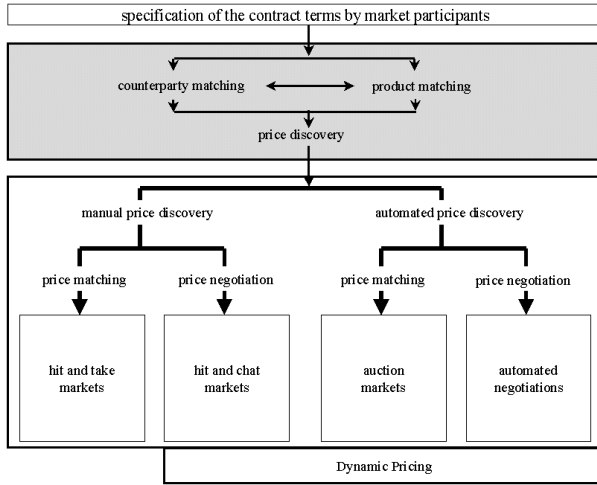 specification of the contract terms by market participants
counterparty matching
product matching
price discovery
manual price discovery
automated price discovery
price matching
price negotiation
price matching
price negotiation
hit and take
markets
hit and chat
markets
auction
markets
automated
negotiations
Dynamic Pricing